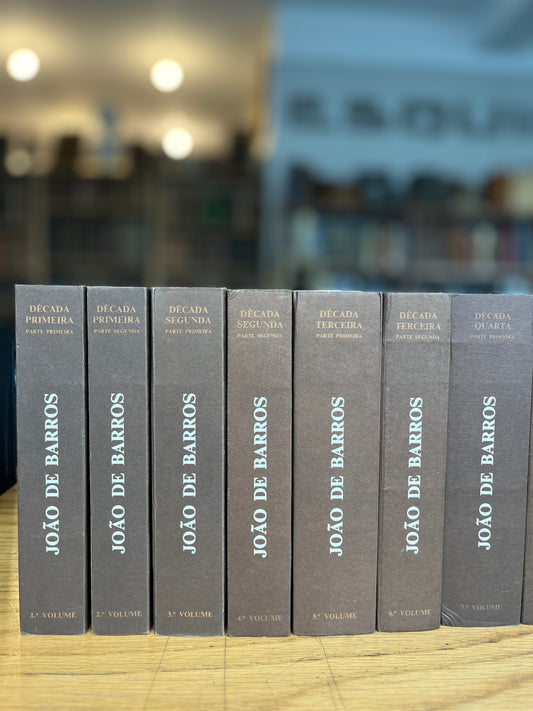 DÉCADA
PRIMEIRA
PARTE PRIMEIRA
JOÃO DE BARROS
1.º VOLUME
DÉCADA
PRIMEIRA
PARTE SEGUNDA
JOÃO DE BARROS
2.º VOLUME
DÉCADA
SEGUNDA
PARTE PRIMEIRA
JOÃO DE BARROS
3.º VOLUME
DÉCADA
SEGUNDA
PARTE SEGUNDA
JOÃO DE BARROS
4.º VOLUME
DÉCADA
TERCEIRA
PARTE PRIMEIRA
JOÃO DE BARROS
5.º VOLUME
DÉCADA
TERCEIRA
PARTE SEGUNDA
JOÃO DE BARROS
6.º VOLUME
DÉCADA
QUARTA
PARTE PRIMEIRA
JOÃO DE BARROS
7.º VOLUME